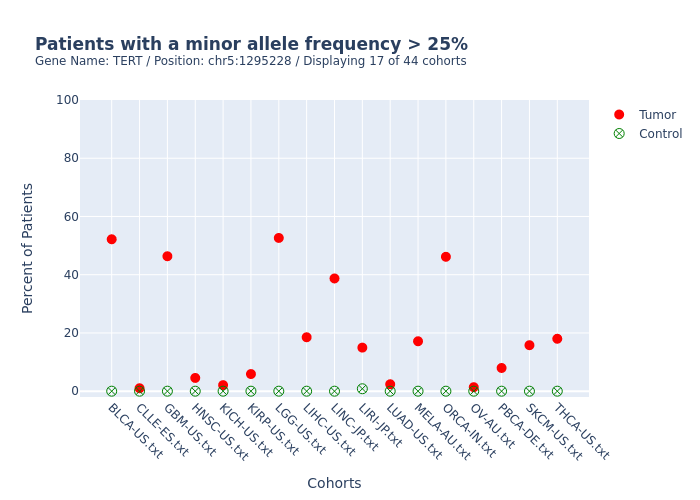 Patients with a minor allele frequency > 25%
Gene Name: TERT / Position: chr5:1295228 / Displaying 17 of 44 cohorts
100
80
60
40
20
0
Percent of Patients
Tumor
Control
BLCA-US.txt
CLLE-ES.txt
GBM-US.txt
HNSC-US.txt
KICH-US.txt
KIRP-US.txt
LGG-US.txt
LIHC-US.txt
LINC-JP.txt
LIRI-JP.txt
LUAD-US.txt
MELA-AU.txt
ORCA-IN.txt
OV-AU.txt
PBCA-DE.txt
SKCM-US.txt
THCA-US.txt
Cohorts